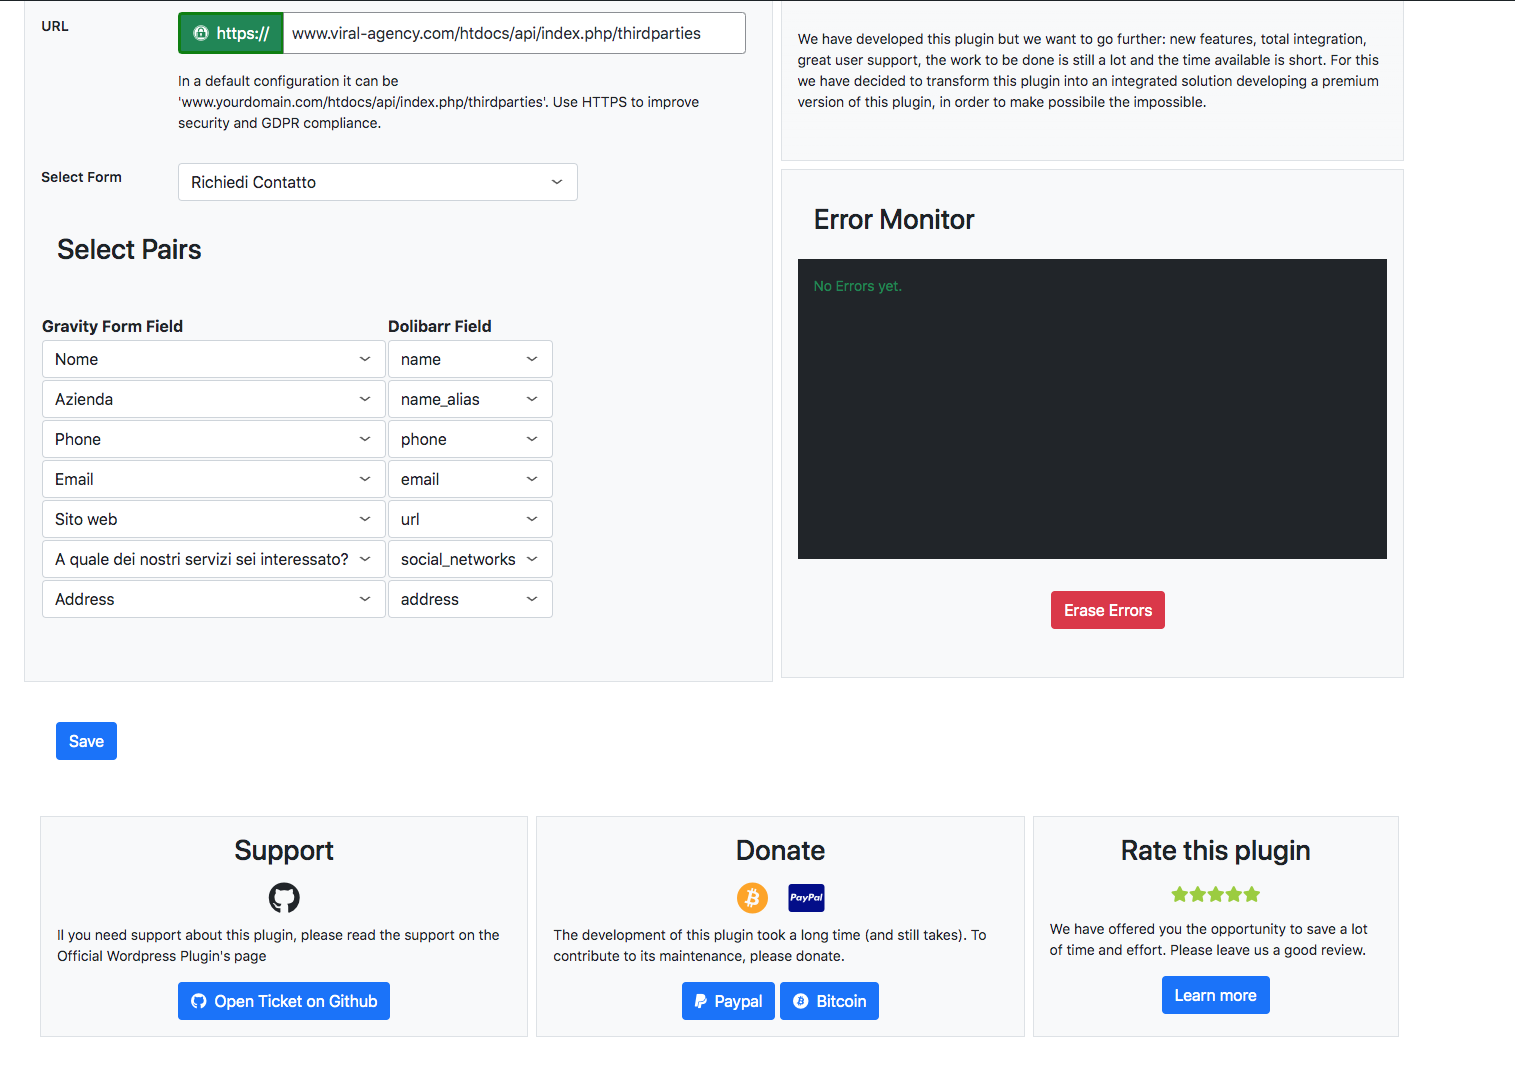 URL
https://
www.viral-agency.com/htdocs/api/index.php/thirdparties
In a default configuration it can be
'www.yourdomain.com/htdocs/api/index.php/thirdparties'. Use HTTPS to improve
security and GDPR compliance.
Select Form
Richiedi Contatto
Select Pairs
Gravity Form Field
Dolibarr Field
Nome
name
Azienda
name_alias
Phone
phone
Email
email
Sito web
url
A quale dei nostri servizi sei interessato?
social_networks
Address
address
Save
We have developed this plugin but we want to go further: new features, total integration,
great user support, the work to be done is still a lot and the time available is short. For this
we have decided to transform this plugin into an integrated solution developing a premium
version of this plugin, in order to make possibile the impossible.
Error Monitor
No Errors yet.
Erase Errors
Support
Il you need support about this plugin, please read the support on the
Official Wordpress Plugin's page
Open Ticket on Github
Donate
PayPal
The development of this plugin took a long time (and still takes). To
contribute to its maintenance, please donate.
Paypal
Bitcoin
Rate this plugin
We have offered you the opportunity to save a lot
of time and effort. Please leave us a good review.
Learn more